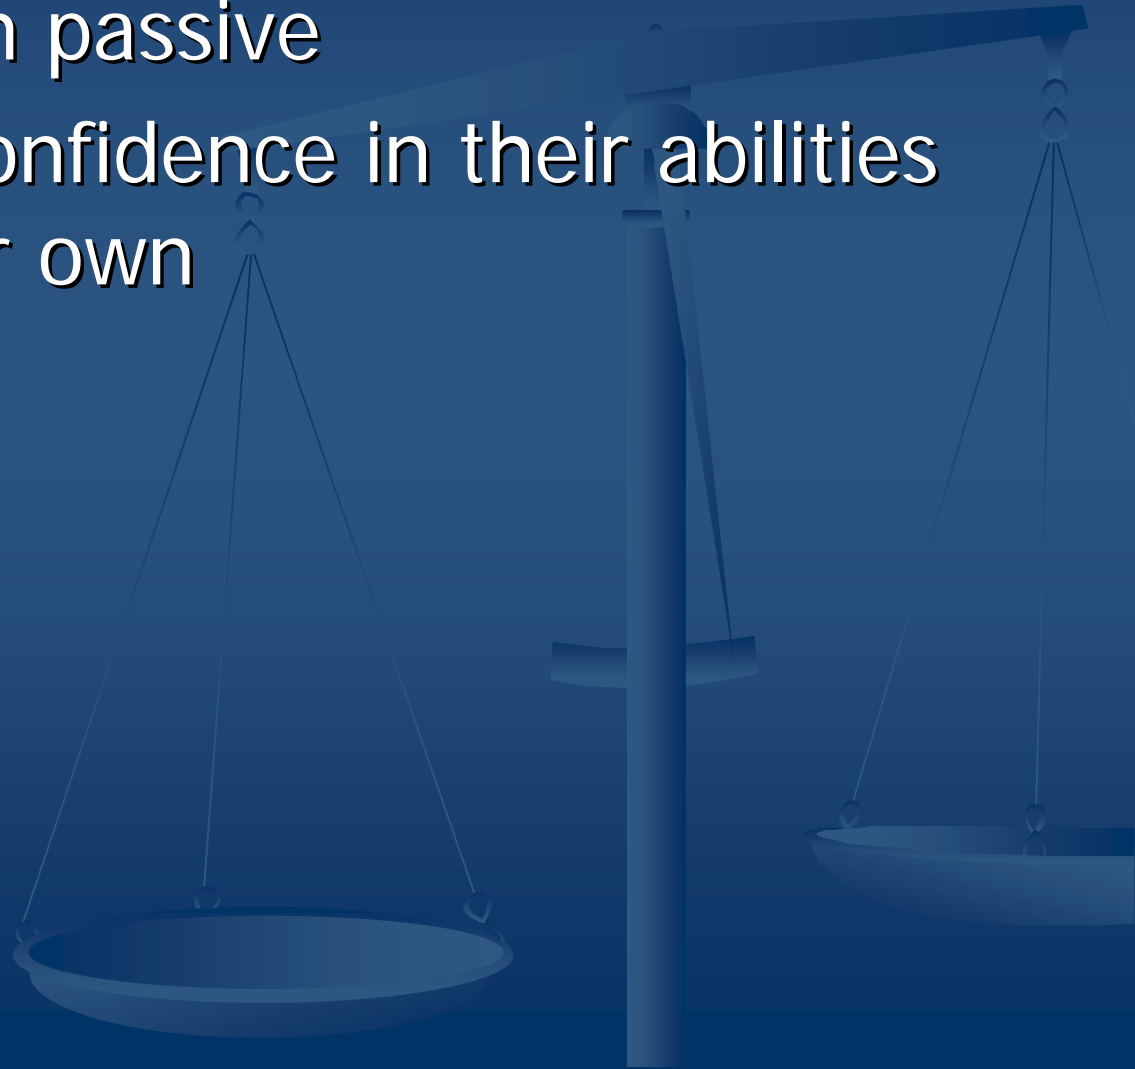 passive
onfidence in their abilities
own